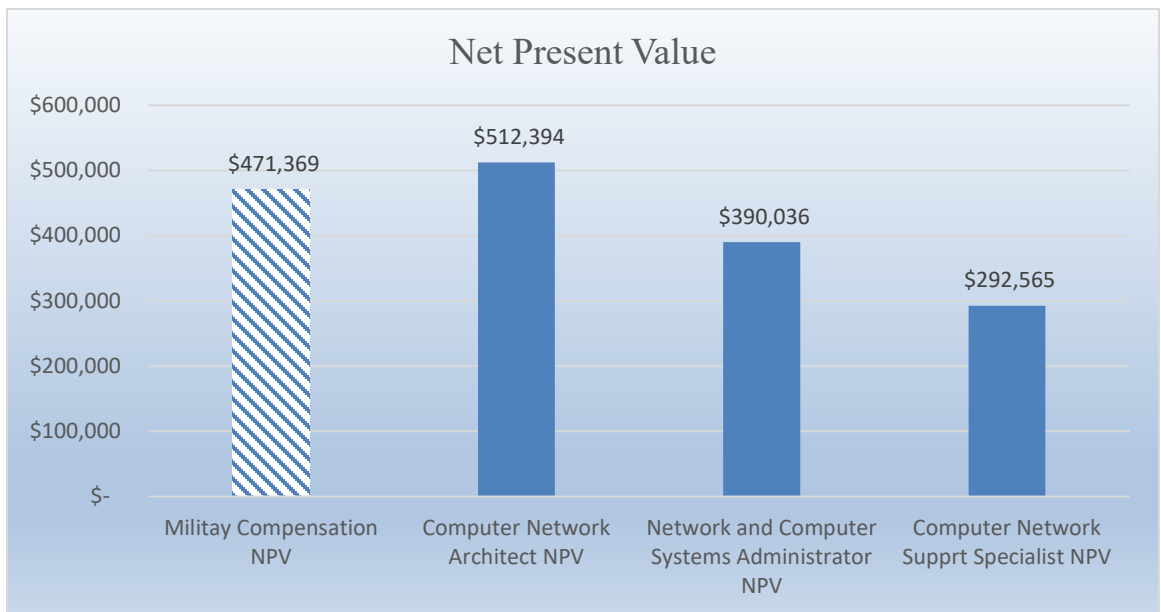 Net Present Value
$600,000
$500,000
$400,000
$300,000
$200,000
$100,000
$-
$471,369
$512,394
$390,036
$292,565
Militay Compensation
NPV
Computer Network
Architect NPV
Network and Computer
Systems Administrator
NPV
Computer Network
Supprt Specialist NPV